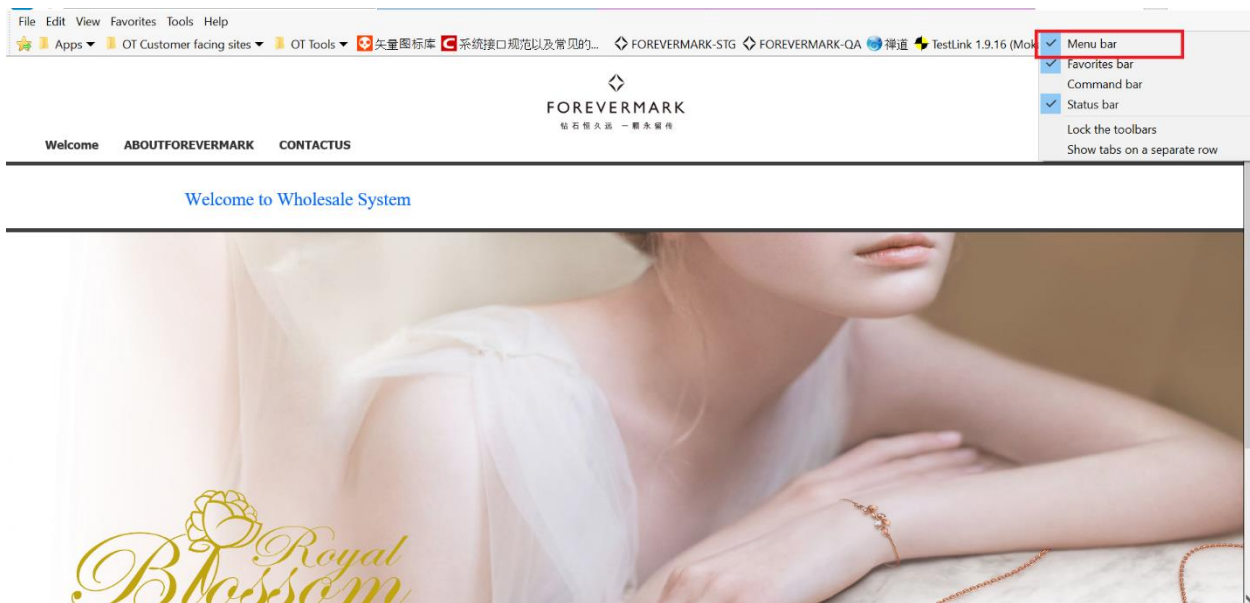 File Edit View Favorites Tools Help
Apps OT Customer facing sites OT Tools 矢量图标库 系统接口规范以及常见的... FOREVERMARK-STG FOREVERMARK-QA 禅道 TestLink 1.9.16 (Mok
Menu bar
Favorites bar
Command bar
Status bar
Lock the toolbars
Show tabs on a separate row
FOREVERMARK
钻石恒久远 一颗永留传
Welcome ABOUTFOREVERMARK CONTACTUS
Welcome to Wholesale System
Royal
Blossom